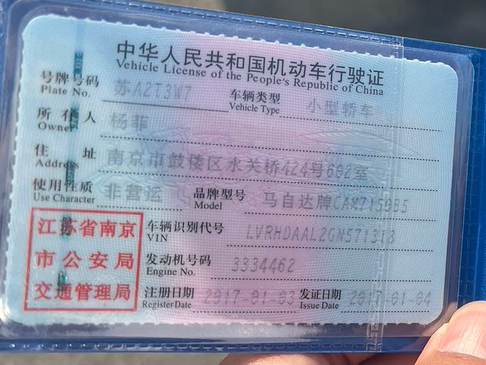 中华人民共和国机动车行驶证
Vehicle License of the People's Republic of China
号牌号码 苏A2T3W7 车辆类型 小型轿车
Plate No. Vehicle Type
所有人 杨菲
Owner
住址 南京市鼓楼区水关桥424号682室
Address
使用性质 非营运 品牌型号 马自达牌
Use Character Model
江苏省南京
市公安局
交通管理局
车辆识别代号
VIN
发动机号码 3334462
Engine No.
注册日期 2017-01-03 发证日期 2017-01-04
Register Date Issue Date